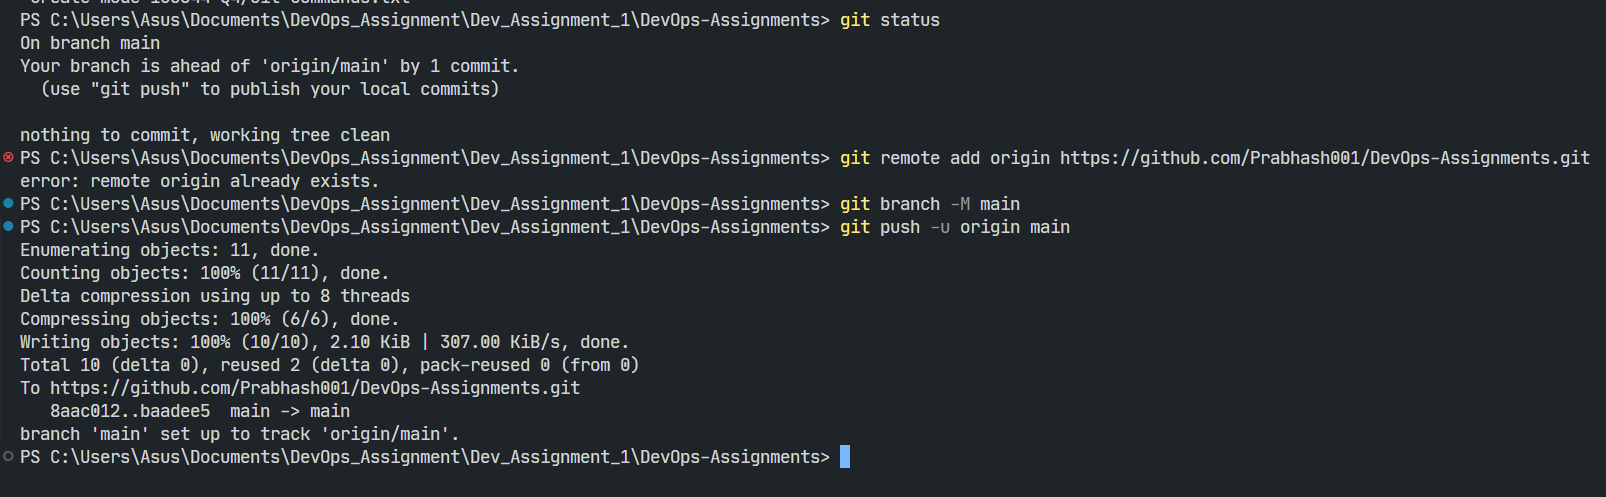 PS C:\Users\Asus\Documents\DevOps_Assignment\Dev_Assignment_1\DevOps-Assignments> git status
On branch main
Your branch is ahead of 'origin/main' by 1 commit.
  (use "git push" to publish your local commits)

nothing to commit, working tree clean
PS C:\Users\Asus\Documents\DevOps_Assignment\Dev_Assignment_1\DevOps-Assignments> git remote add origin https://github.com/Prabhash001/DevOps-Assignments.git
error: remote origin already exists.
PS C:\Users\Asus\Documents\DevOps_Assignment\Dev_Assignment_1\DevOps-Assignments> git branch -M main
PS C:\Users\Asus\Documents\DevOps_Assignment\Dev_Assignment_1\DevOps-Assignments> git push -u origin main
Enumerating objects: 11, done.
Counting objects: 100% (11/11), done.
Delta compression using up to 8 threads
Compressing objects: 100% (6/6), done.
Writing objects: 100% (10/10), 2.10 KiB | 307.00 KiB/s, done.
Total 10 (delta 0), reused 2 (delta 0), pack-reused 0 (from 0)
To https://github.com/Prabhash001/DevOps-Assignments.git
   8aac012..baadee5  main -> main
branch 'main' set up to track 'origin/main'.
PS C:\Users\Asus\Documents\DevOps_Assignment\Dev_Assignment_1\DevOps-Assignments>